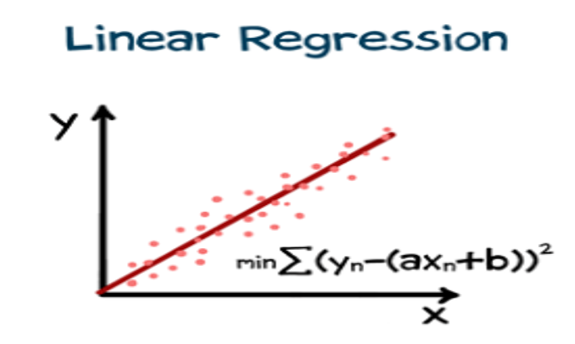 Linear Regression
y
min∑(yₙ-(axₙ+b))²
x